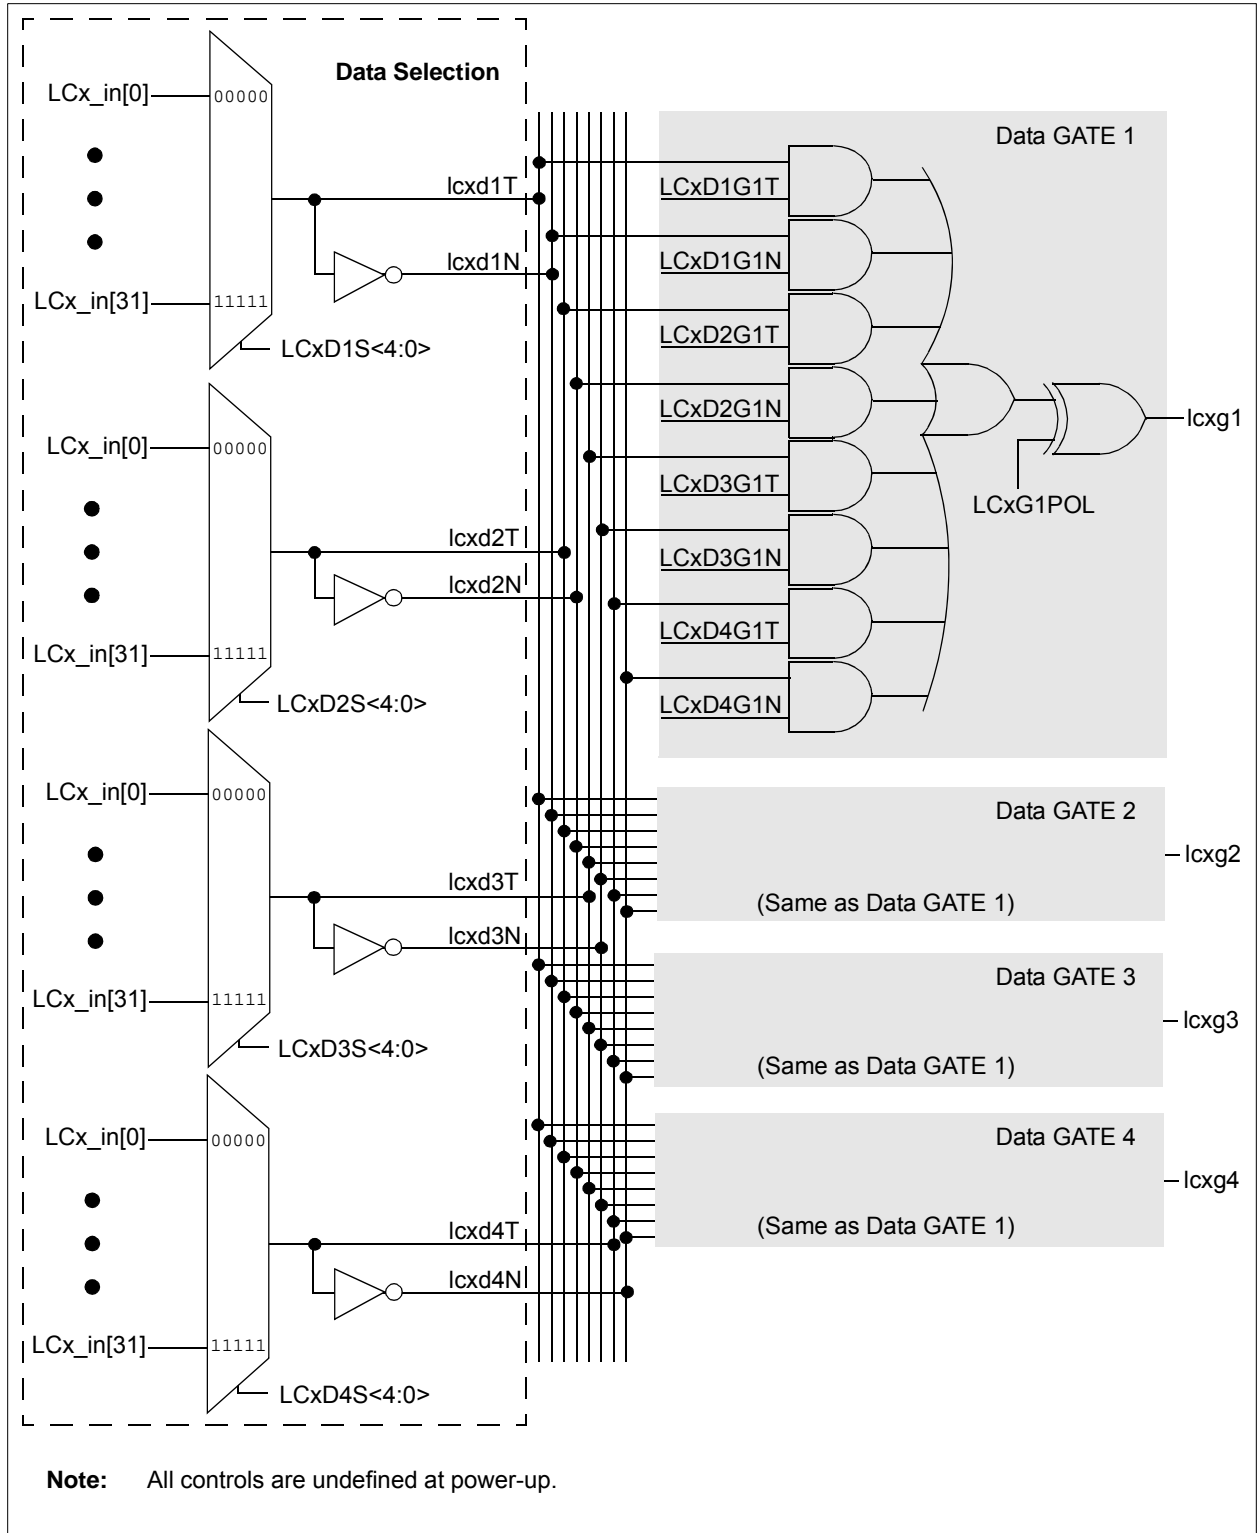 Data Selection
LCx_in[0]
00000
lcxd1T
lcxd1N
LCx_in[31]
11111
LCxD1S<4:0>
LCx_in[0]
00000
lcxd2T
lcxd2N
LCx_in[31]
11111
LCxD2S<4:0>
LCx_in[0]
00000
lcxd3T
lcxd3N
LCx_in[31]
11111
LCxD3S<4:0>
LCx_in[0]
00000
lcxd4T
lcxd4N
LCx_in[31]
11111
LCxD4S<4:0>
Data GATE 1
LCxD1G1T
LCxD1G1N
LCxD2G1T
LCxD2G1N
LCxD3G1T
LCxD3G1N
LCxD4G1T
LCxD4G1N
LCxG1POL
lcxg1
Data GATE 2
(Same as Data GATE 1)
lcxg2
Data GATE 3
(Same as Data GATE 1)
lcxg3
Data GATE 4
(Same as Data GATE 1)
lcxg4
Note: All controls are undefined at power-up.